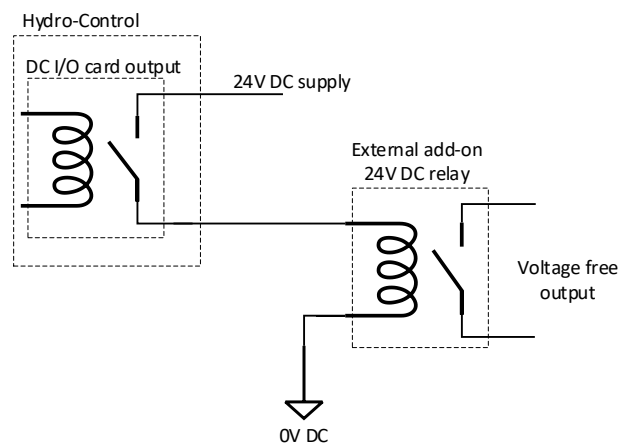 Hydro-Control
DC I/O card output
24V DC supply
External add-on
24V DC relay
Voltage free
output
0V DC